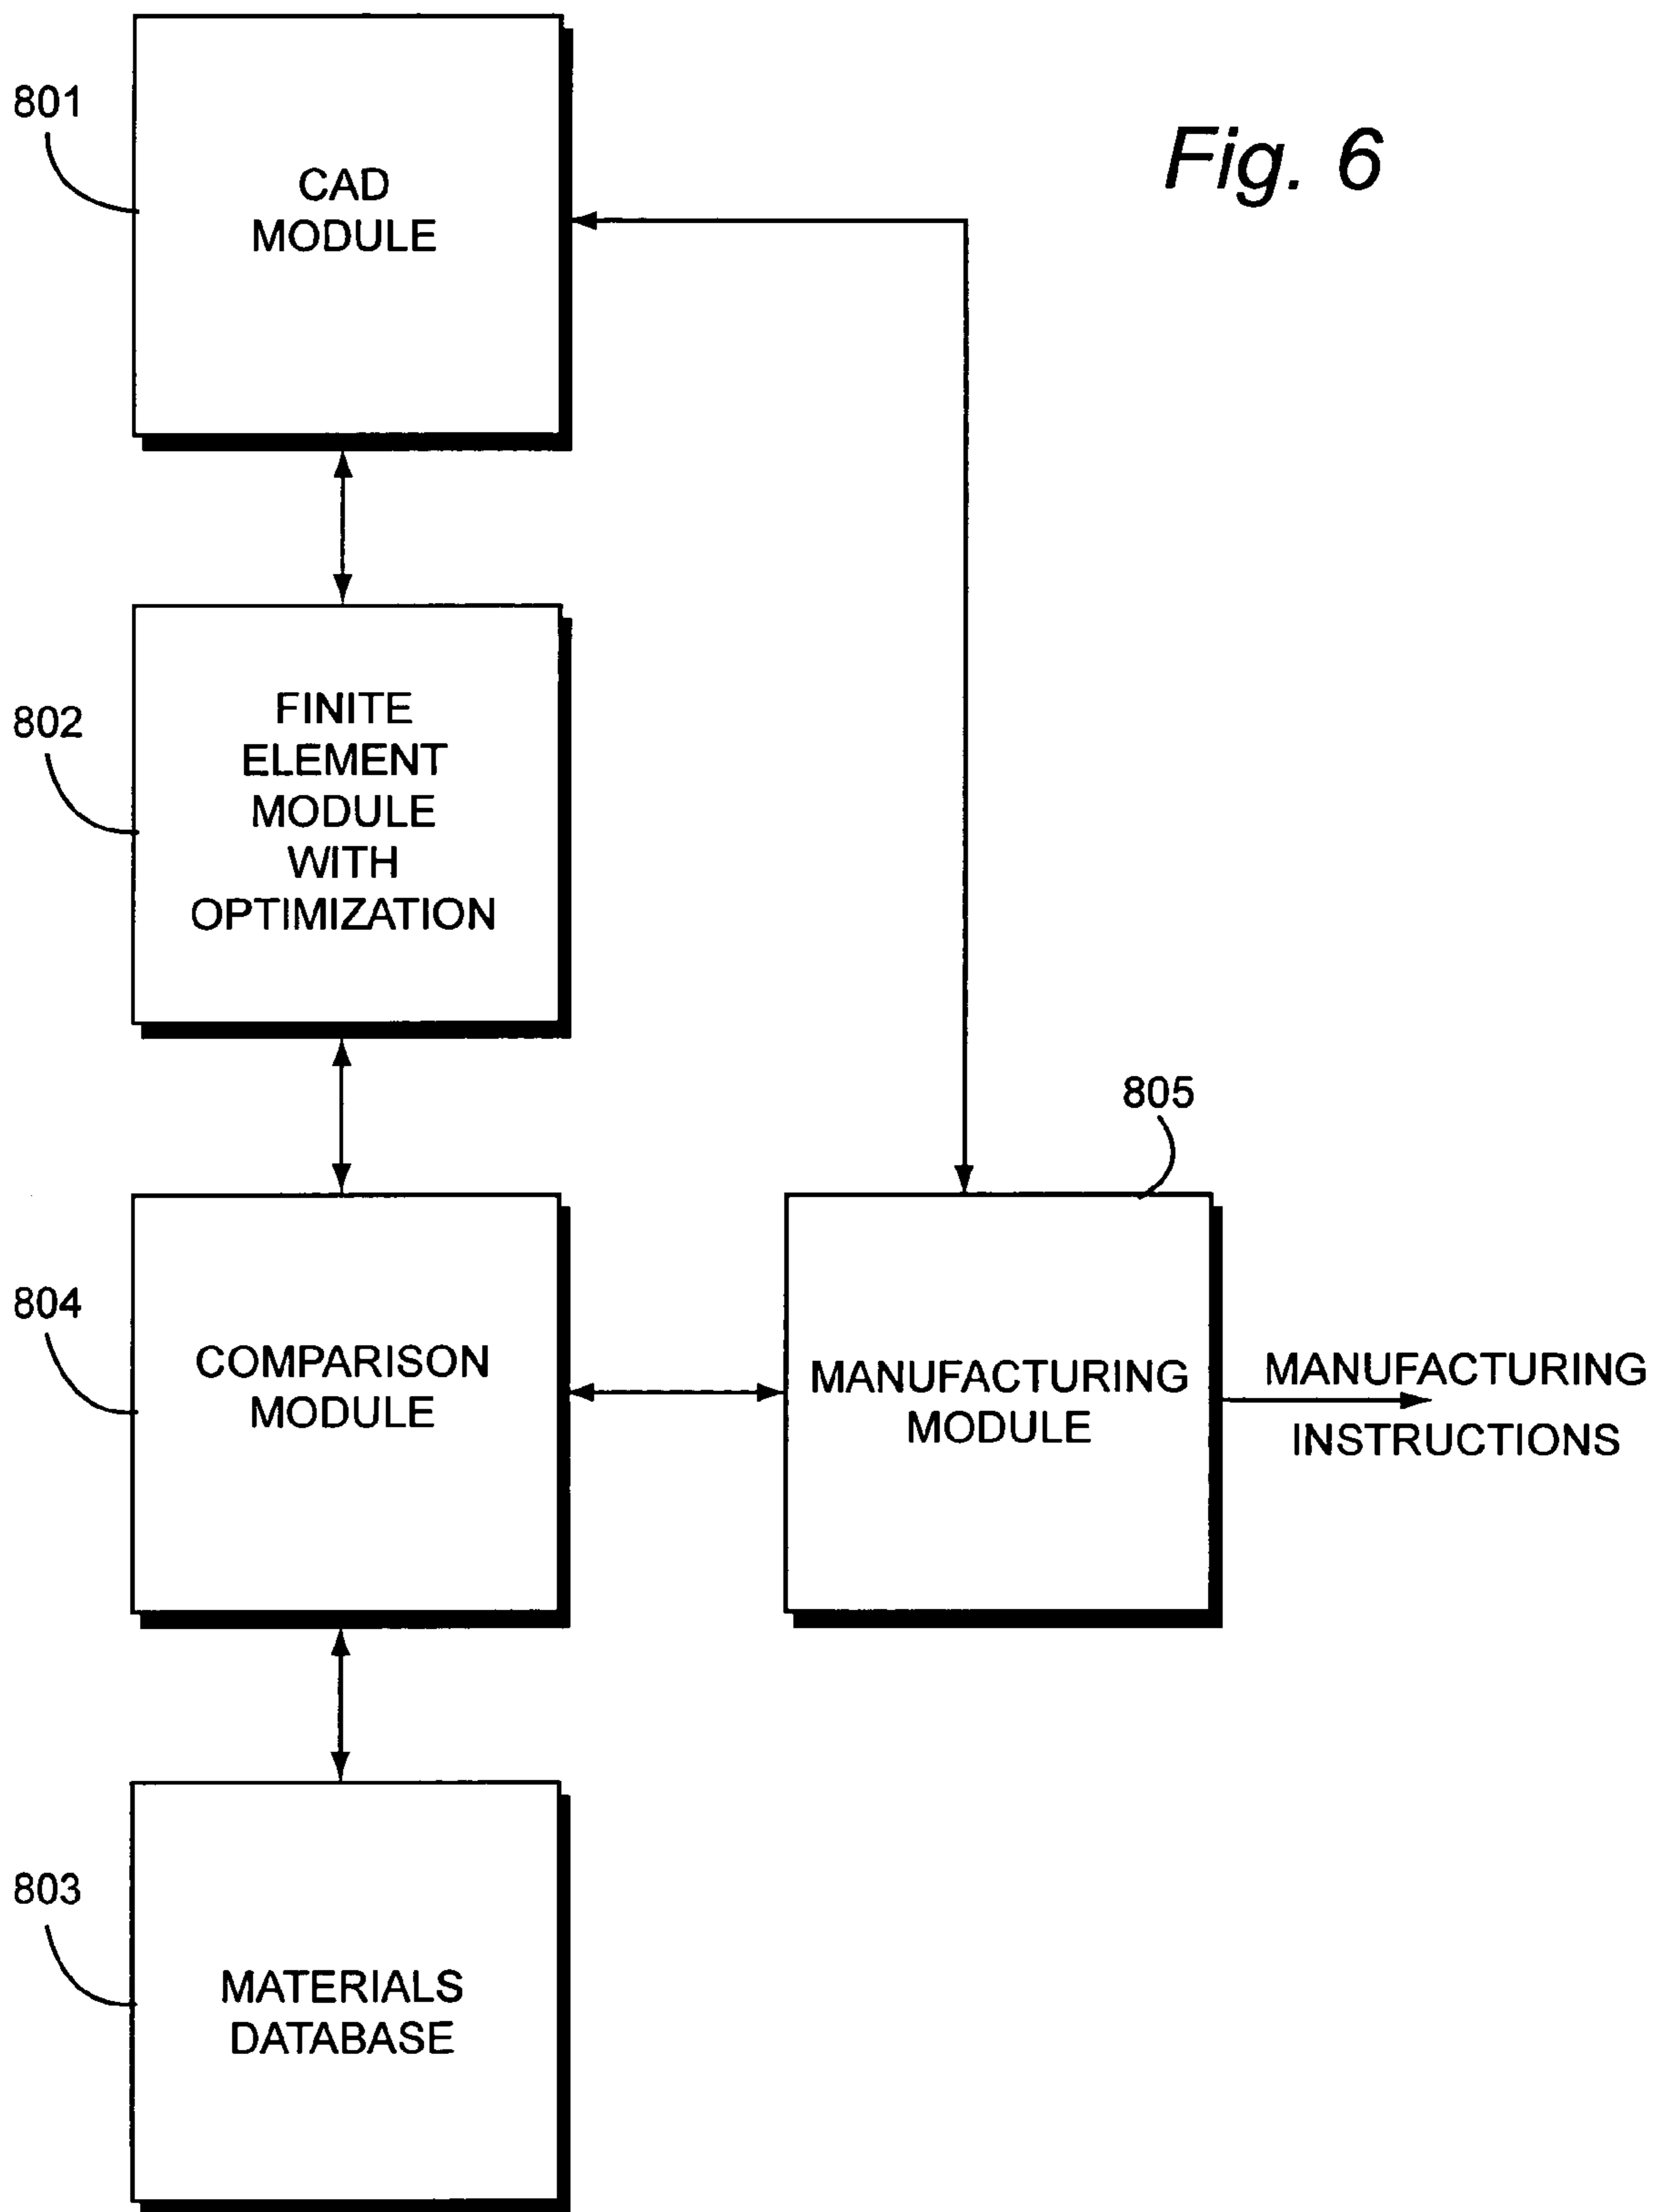 Fig. 6
801
CAD
MODULE
802
FINITE
ELEMENT
MODULE
WITH
OPTIMIZATION
805
804
COMPARISON
MODULE
MANUFACTURING
MODULE
MANUFACTURING
INSTRUCTIONS
803
MATERIALS
DATABASE